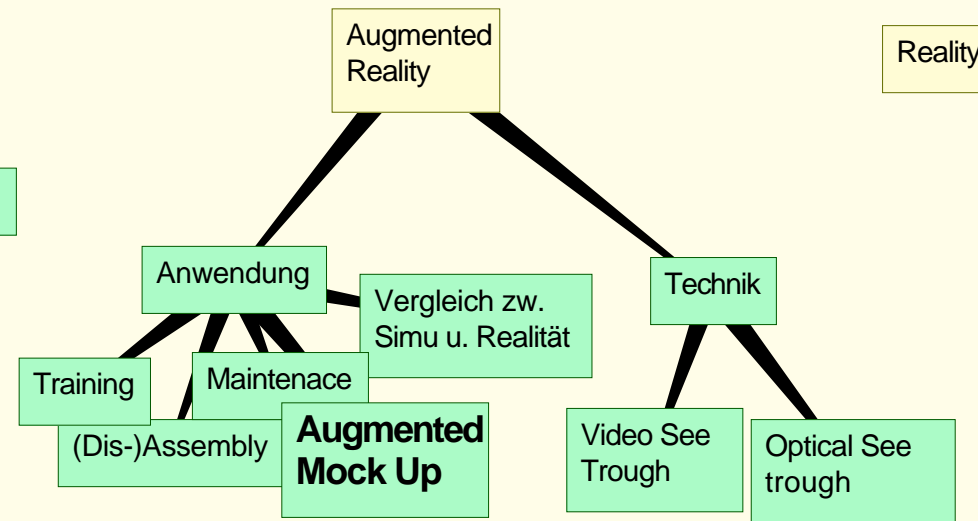 Augmented
Reality
Reality
Anwendung
Technik
Vergleich zw.
Simu u. Realität
Training
Maintenace
(Dis-)Assembly
Augmented
Mock Up
Video See
Trough
Optical See
trough